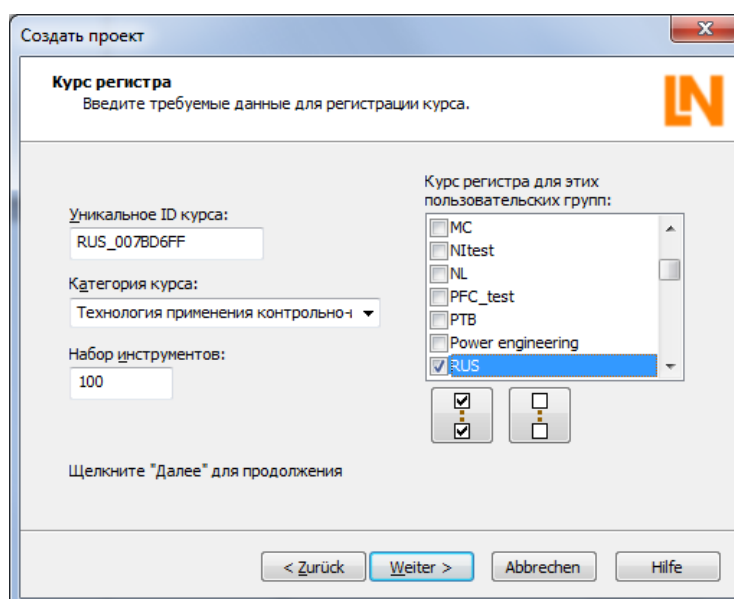 Создать проект
Курс регистра
Введите требуемые данные для регистрации курса.
LN
Уникальное ID курса:
RUS_007BD6FF
Категория курса:
Технология применения контрольно-и
Набор инструментов:
100
Курс регистра для этих
пользовательских групп:
MC
NItest
NL
PFC_test
PTB
Power engineering
RUS
Щелкните "Далее" для продолжения
< Zurück
Weiter >
Abbrechen
Hilfe